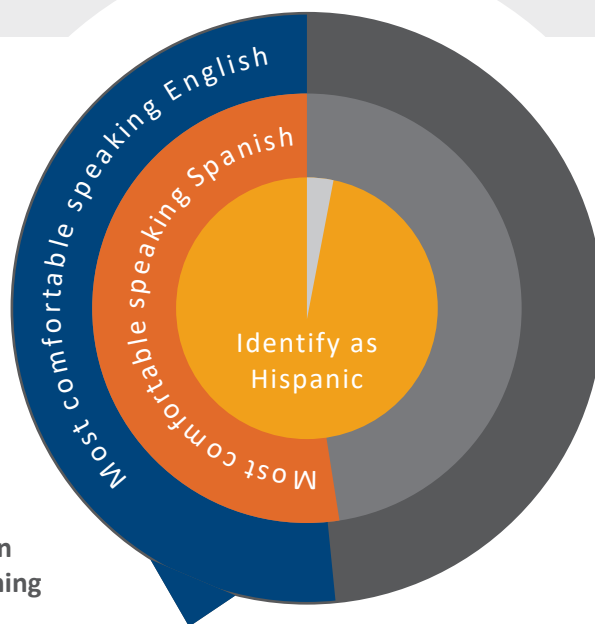 Most comfortable speaking English
Most comfortable speaking Spanish
Identify as
Hispanic